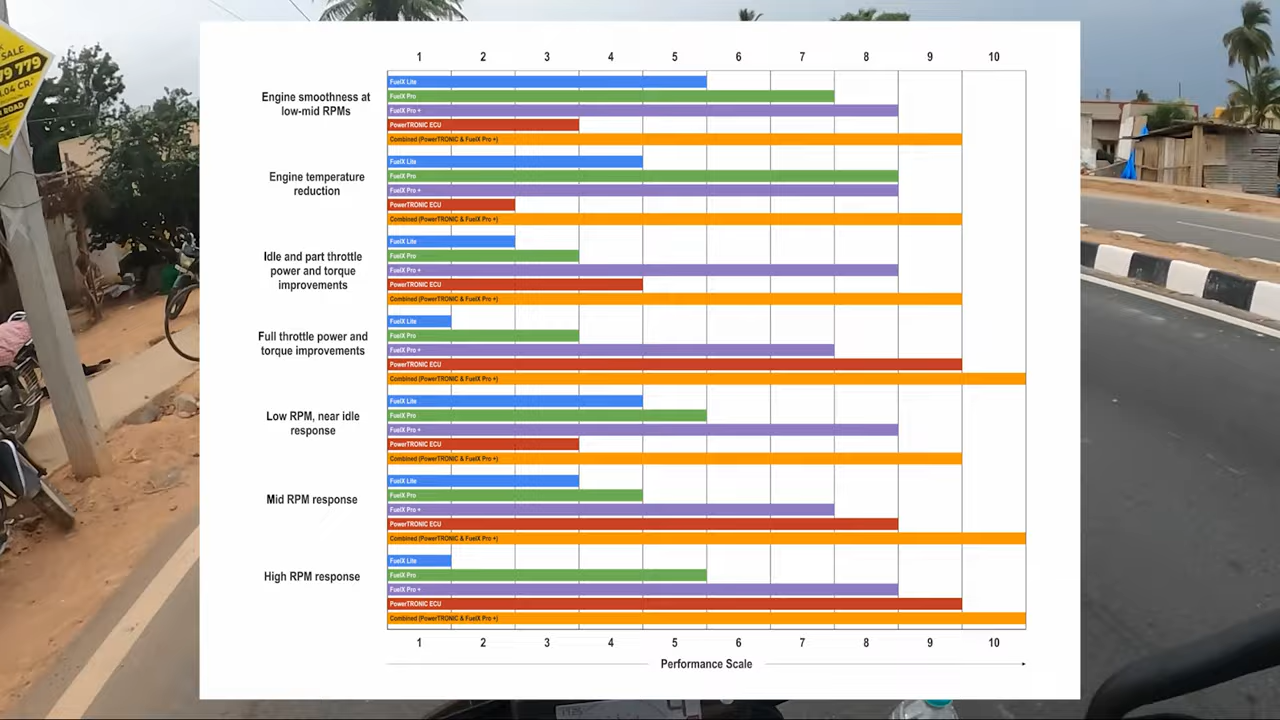 SALE
79 779
.04 CR.
ROAD
1 2 3 4 5 6 7 8 9 10
Engine smoothness at
low-mid RPMs
FuelX Lite
FuelX Pro
FuelX Pro +
PowerTRONIC ECU
Combined (PowerTRONIC & FuelX Pro +)
Engine temperature
reduction
FuelX Lite
FuelX Pro
FuelX Pro +
PowerTRONIC ECU
Combined (PowerTRONIC & FuelX Pro +)
Idle and part throttle
power and torque
improvements
FuelX Lite
FuelX Pro
FuelX Pro +
PowerTRONIC ECU
Combined (PowerTRONIC & FuelX Pro +)
Full throttle power and
torque improvements
FuelX Lite
FuelX Pro
FuelX Pro +
PowerTRONIC ECU
Combined (PowerTRONIC & FuelX Pro +)
Low RPM, near idle
response
FuelX Lite
FuelX Pro
FuelX Pro +
PowerTRONIC ECU
Combined (PowerTRONIC & FuelX Pro +)
Mid RPM response
FuelX Lite
FuelX Pro
FuelX Pro +
PowerTRONIC ECU
Combined (PowerTRONIC & FuelX Pro +)
High RPM response
FuelX Lite
FuelX Pro
FuelX Pro +
PowerTRONIC ECU
Combined (PowerTRONIC & FuelX Pro +)
1 2 3 4 5 6 7 8 9 10
Performance Scale
4